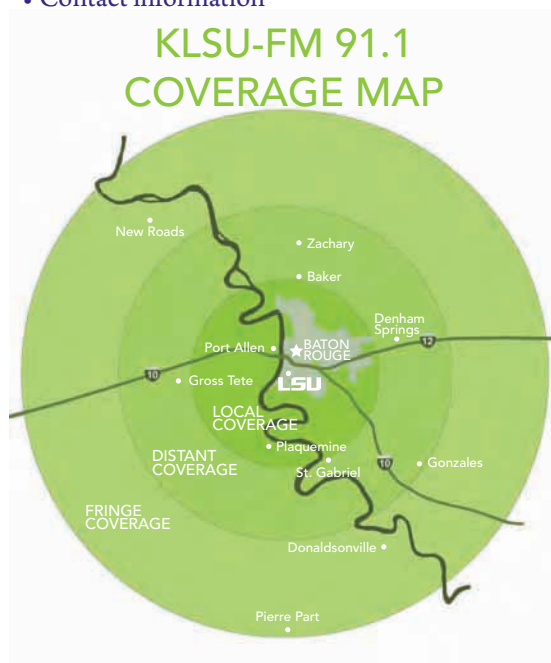 • Contact information
KLSU-FM 91.1
COVERAGE MAP
New Roads
Zachary
Baker
Denham
Springs
12
Port Allen
BATON
ROUGE
10
Gross Tete
LSU
LOCAL
COVERAGE
Plaquemine
DISTANT
COVERAGE
St. Gabriel
10
Gonzales
FRINGE
COVERAGE
Donaldsonville
Pierre Part